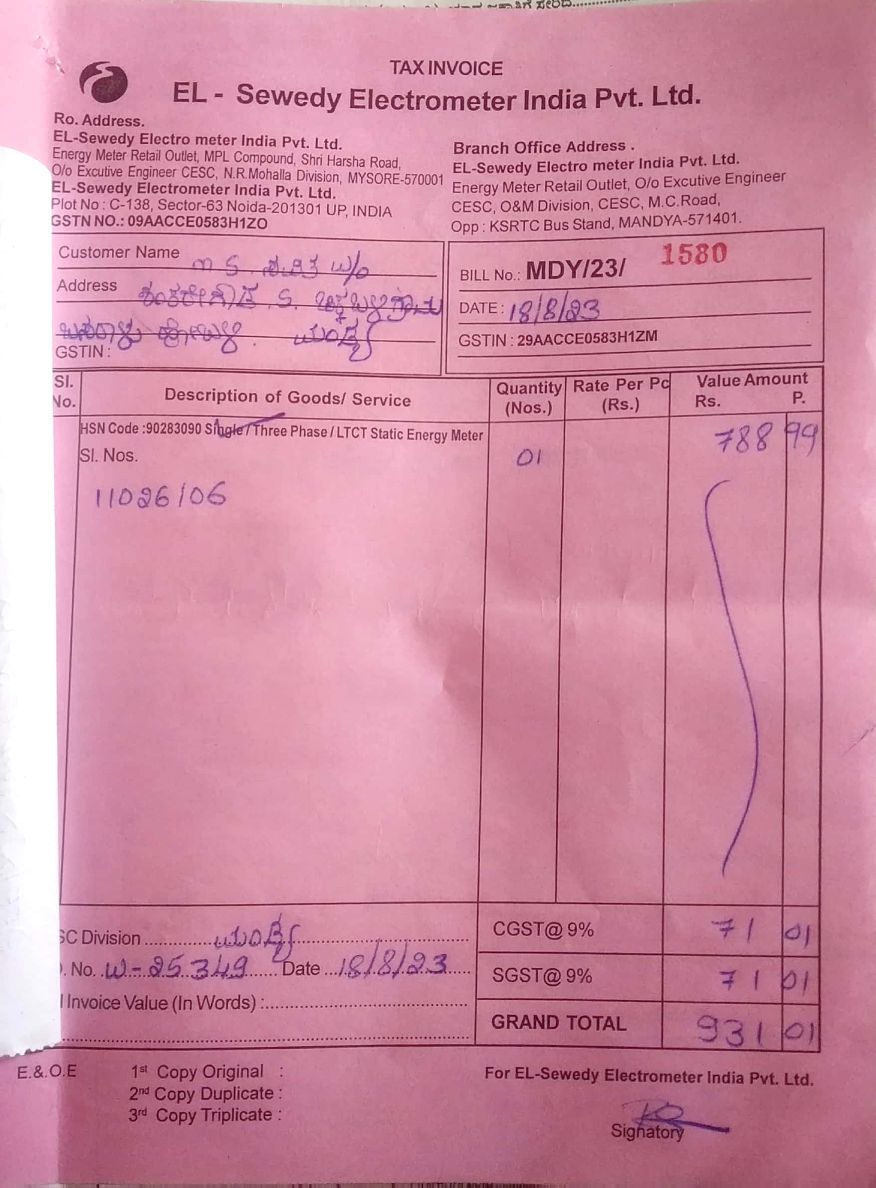 TAX INVOICE
EL - Sewedy Electrometer India Pvt. Ltd.
Ro. Address.
EL-Sewedy Electro meter India Pvt. Ltd.
Energy Meter Retail Outlet, MPL Compound, Shri Harsha Road,
O/o Excutive Engineer CESC, N.R.Mohalla Division, MYSORE-570001
EL-Sewedy Electrometer India Pvt. Ltd.
Plot No : C-138, Sector-63 Noida-201301 UP, INDIA
GSTN NO.: 09AACCE0583H1ZO
Branch Office Address .
EL-Sewedy Electro meter India Pvt. Ltd.
Energy Meter Retail Outlet, O/o Excutive Engineer
CESC, O&M Division, CESC, M.C.Road,
Opp : KSRTC Bus Stand, MANDYA-571401.
Customer Name M S. W/o
Address S.
ಮಂಡ್ಯ
GSTIN :
BILL No.: MDY/23/ 1580
DATE : 18/8/23
GSTIN : 29AACCE0583H1ZM
Sl. No. Description of Goods/ Service Quantity (Nos.) Rate Per Pc (Rs.) Value Amount Rs. P.
HSN Code :90283090 Single / Three Phase / LTCT Static Energy Meter 788 99
Sl. Nos. 01
11026/06
SC Division ............ ಮಂಡ್ಯ ............
. No. W-25349 ...... Date ... 18/8/23 ....
l Invoice Value (In Words) :....................................
CGST@ 9% 71 01
SGST@ 9% 71 01
GRAND TOTAL 931 01
E.& .O.E
1st Copy Original :
2nd Copy Duplicate :
3rd Copy Triplicate :
For EL-Sewedy Electrometer India Pvt. Ltd.
Signatory